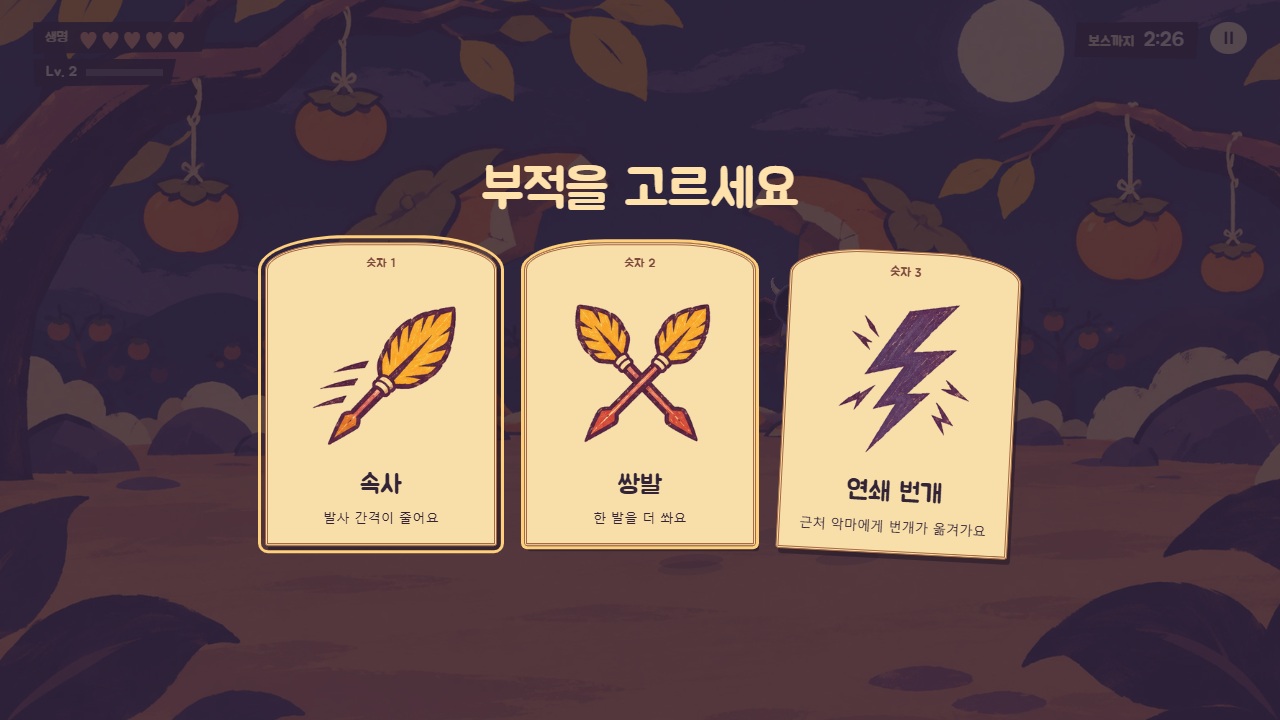 생명
보스까지 2:26
Lv. 2
부적을 고르세요
숫자 1
속사
발사 간격이 줄어요
숫자 2
쌍발
한 발을 더 쏴요
숫자 3
연쇄 번개
근처 악마에게 번개가 옮겨가요